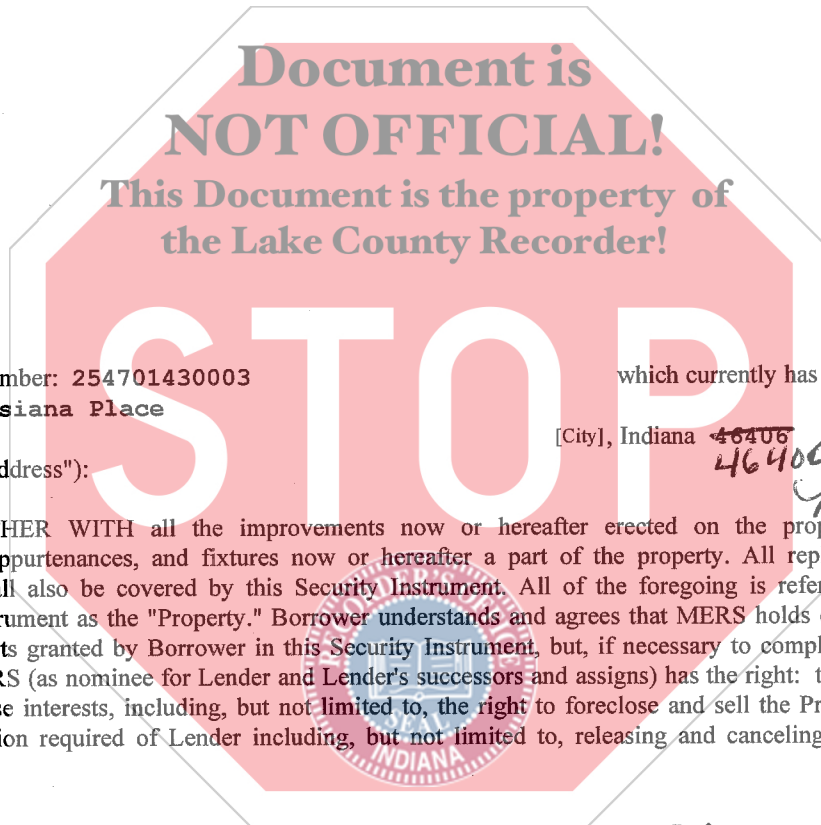 Document is
NOT OFFICIAL!
This Document is the property of
the Lake County Recorder!
STOP
mber: 254701430003 which currently has
siana Place
[City], Indiana 46406
ddress"):
HER WITH all the improvements now or hereafter erected on the prop
ppurtenances, and fixtures now or hereafter a part of the property. All rep
ll also be covered by this Security Instrument. All of the foregoing is refer
rument as the "Property." Borrower understands and agrees that MERS holds
ts granted by Borrower in this Security Instrument, but, if necessary to compl
RS (as nominee for Lender and Lender's successors and assigns) has the right: t
se interests, including, but not limited to, the right to foreclose and sell the Pr
ion required of Lender including, but not limited to, releasing and canceling
RECORDER'S OFFICE
SEAL
INDIANA